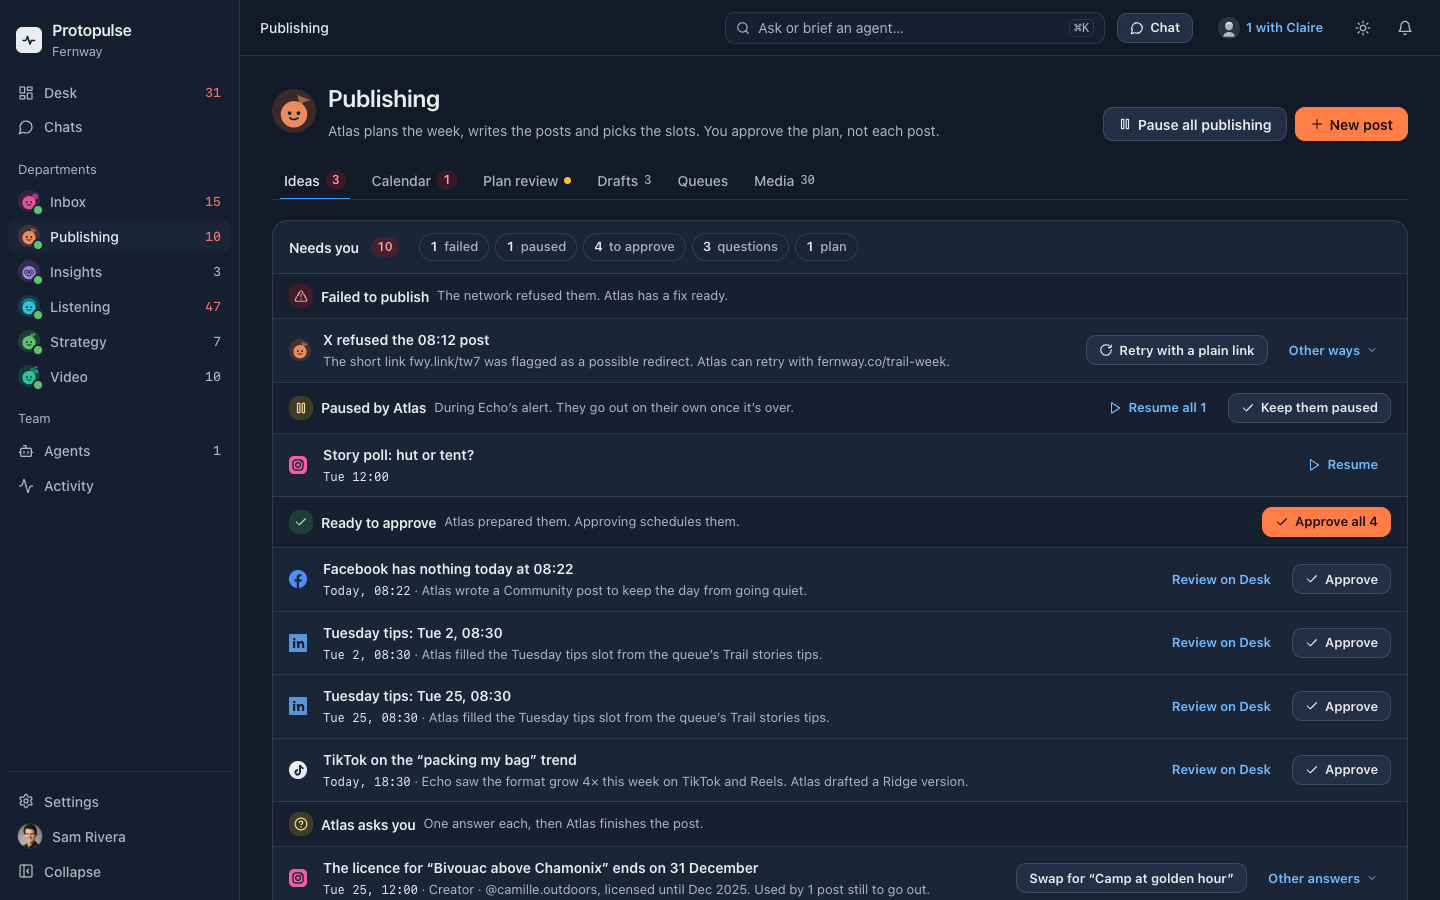 Protopulse
Fernway
Desk 31
Chats
Departments
Inbox 15
Publishing 10
Insights 3
Listening 47
Strategy 7
Video 10
Team
Agents 1
Activity
Settings
Sam Rivera
Collapse
Publishing
Ask or brief an agent… ⌘K
Chat
1 with Claire
Publishing
Atlas plans the week, writes the posts and picks the slots. You approve the plan, not each post.
Pause all publishing
New post
Ideas 3 Calendar 1 Plan review Drafts 3 Queues Media 30
Needs you 10 1 failed 1 paused 4 to approve 3 questions 1 plan
Failed to publish The network refused them. Atlas has a fix ready.
X refused the 08:12 post
The short link fwy.link/tw7 was flagged as a possible redirect. Atlas can retry with fernway.co/trail-week.
Retry with a plain link Other ways
Paused by Atlas During Echo’s alert. They go out on their own once it’s over.
Resume all 1 Keep them paused
Story poll: hut or tent?
Tue 12:00
Resume
Ready to approve Atlas prepared them. Approving schedules them.
Approve all 4
Facebook has nothing today at 08:22
Today, 08:22 · Atlas wrote a Community post to keep the day from going quiet.
Review on Desk Approve
Tuesday tips: Tue 2, 08:30
Tue 2, 08:30 · Atlas filled the Tuesday tips slot from the queue’s Trail stories tips.
Review on Desk Approve
Tuesday tips: Tue 25, 08:30
Tue 25, 08:30 · Atlas filled the Tuesday tips slot from the queue’s Trail stories tips.
Review on Desk Approve
TikTok on the “packing my bag” trend
Today, 18:30 · Echo saw the format grow 4× this week on TikTok and Reels. Atlas drafted a Ridge version.
Review on Desk Approve
Atlas asks you One answer each, then Atlas finishes the post.
The licence for “Bivouac above Chamonix” ends on 31 December
Tue 25, 12:00 · Creator · @camille.outdoors, licensed until Dec 2025. Used by 1 post still to go out.
Swap for “Camp at golden hour” Other answers